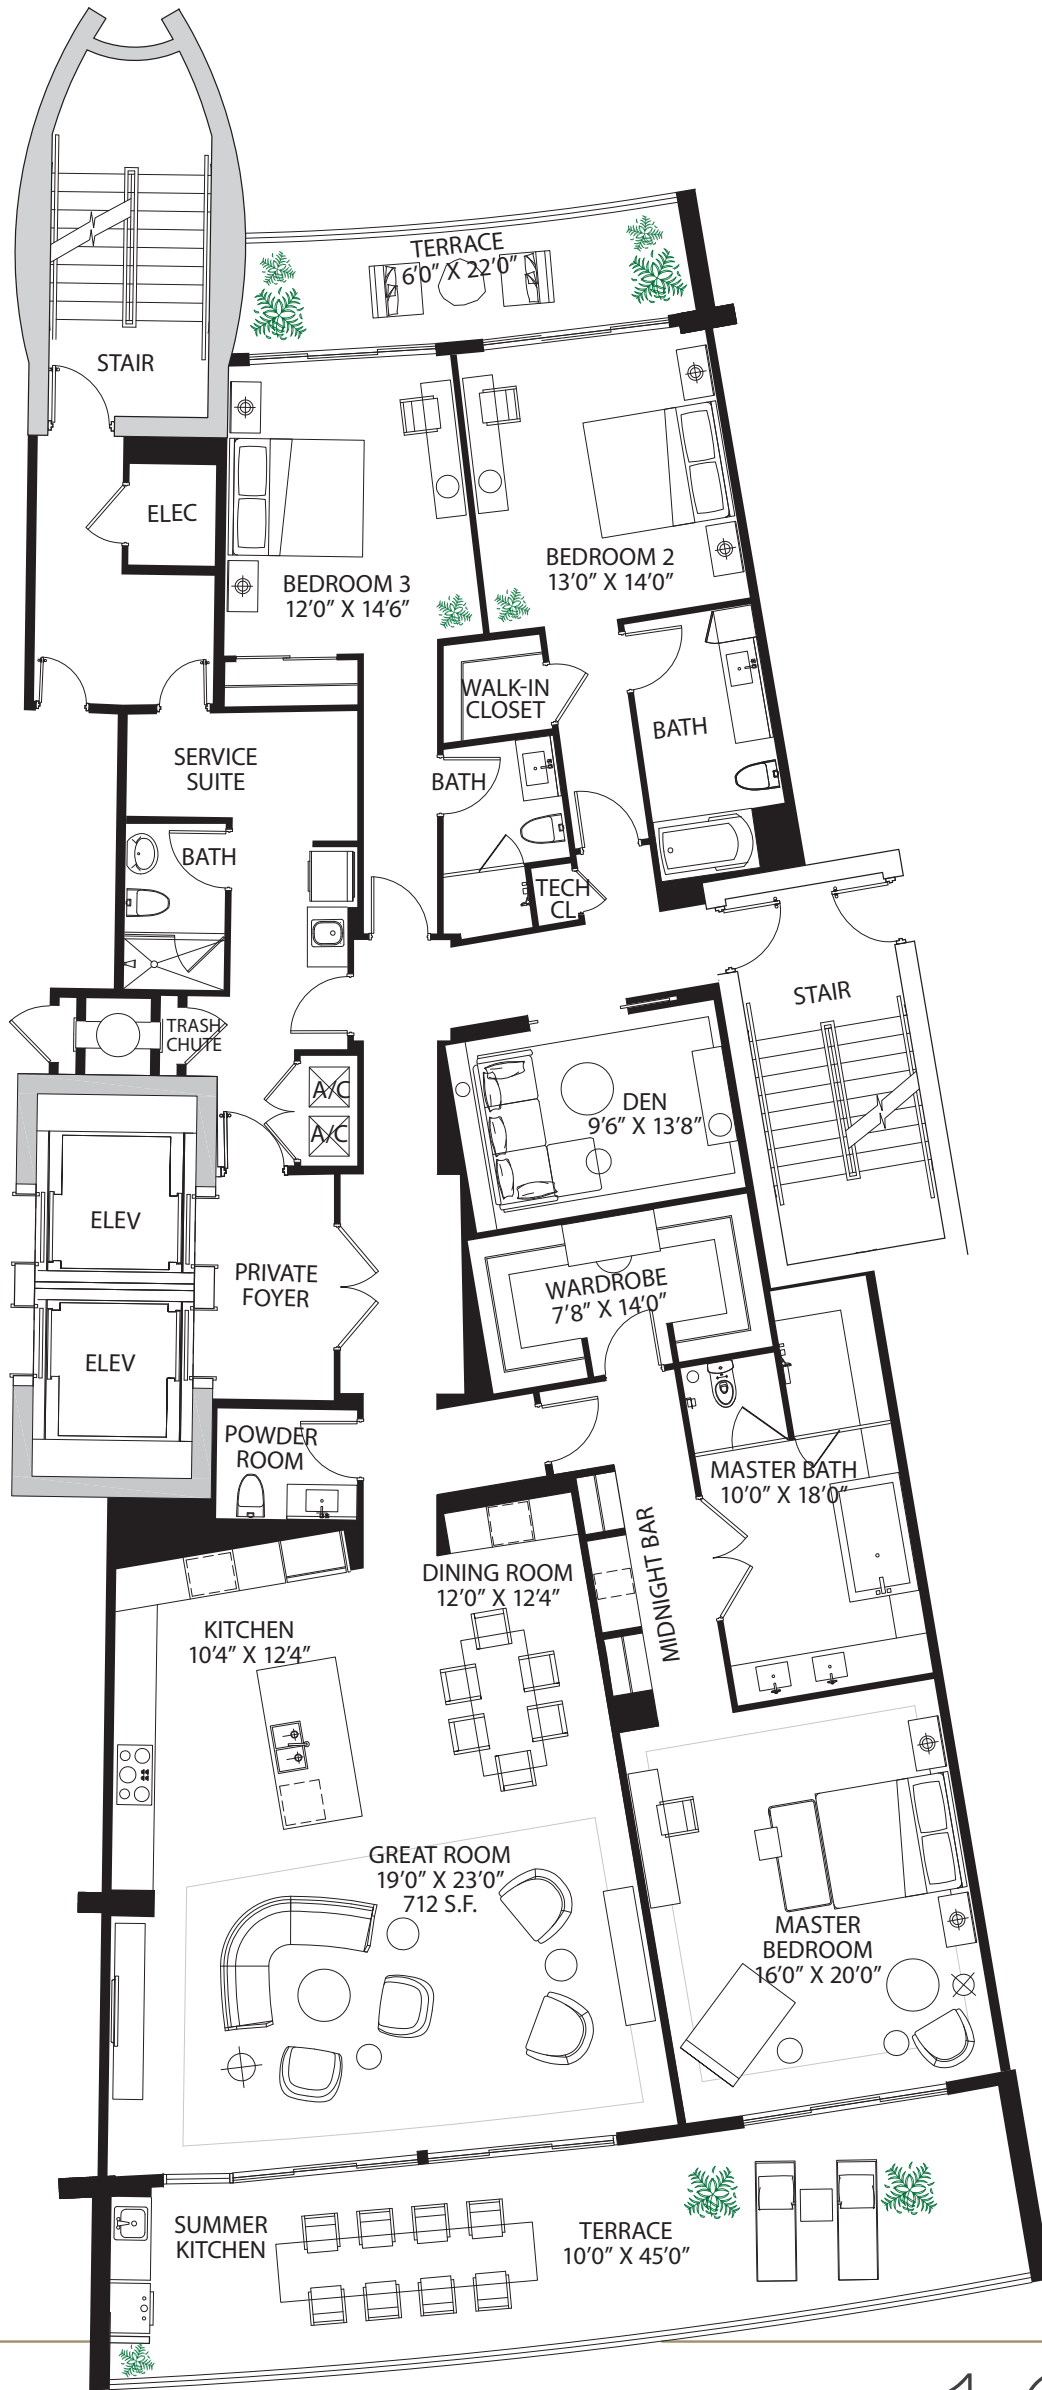 TERRACE
6'0" X 22'0"
STAIR
ELEC
BEDROOM 3
12'0" X 14'6"
BEDROOM 2
13'0" X 14'0"
WALK-IN
CLOSET
BATH
SERVICE
SUITE
BATH
BATH
TECH
CL
STAIR
TRASH
CHUTE
A/C
A/C
DEN
9'6" X 13'8"
ELEV
PRIVATE
FOYER
WARDROBE
7'8" X 14'0"
ELEV
POWDER
ROOM
MASTER BATH
10'0" X 18'0"
MIDNIGHT BAR
DINING ROOM
12'0" X 12'4"
KITCHEN
10'4" X 12'4"
GREAT ROOM
19'0" X 23'0"
712 S.F.
MASTER
BEDROOM
16'0" X 20'0"
SUMMER
KITCHEN
TERRACE
10'0" X 45'0"